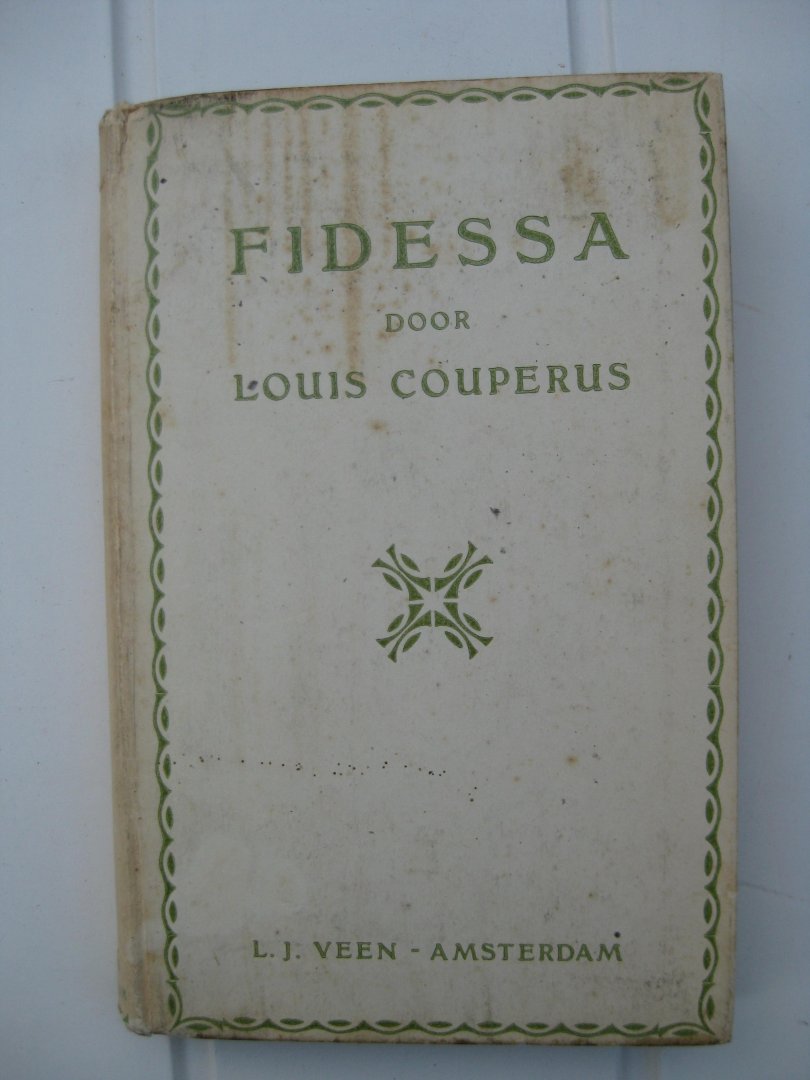 FIDESSA
DOOR
LOUIS COUPERUS
L. J. VEEN - AMSTERDAM